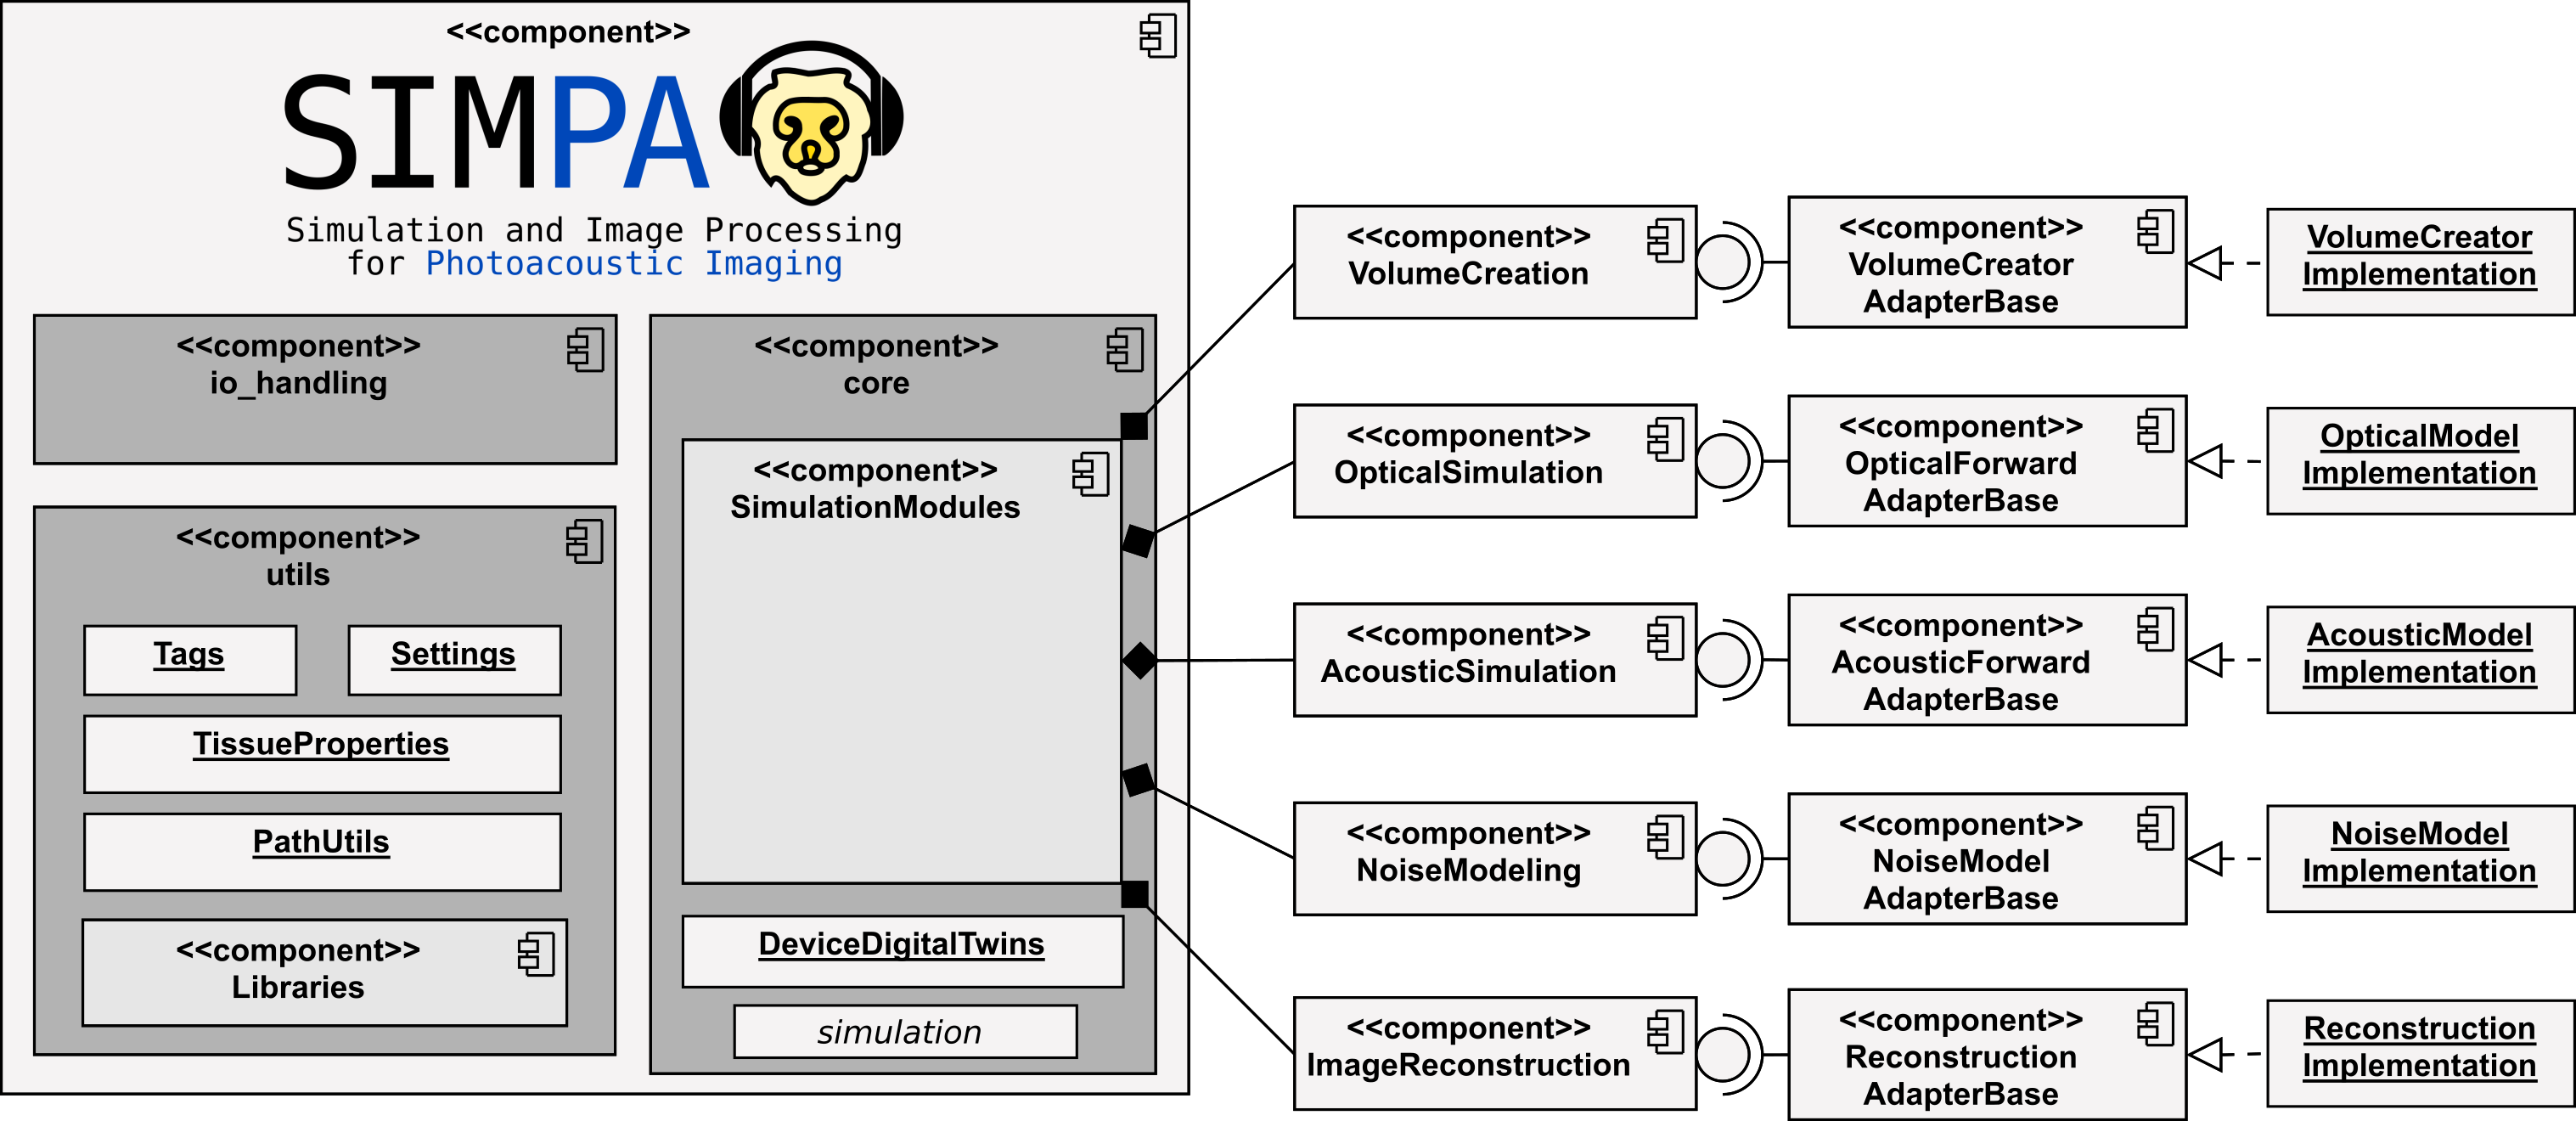 <<component>>
SIMPA
Simulation and Image Processing
for Photoacoustic Imaging
<<component>>
io_handling
<<component>>
utils
Tags
Settings
TissueProperties
PathUtils
<<component>>
Libraries
<<component>>
core
<<component>>
SimulationModules
DeviceDigitalTwins
simulation
<<component>>
VolumeCreation
<<component>>
VolumeCreator
AdapterBase
VolumeCreator
Implementation
<<component>>
OpticalSimulation
<<component>>
OpticalForward
AdapterBase
OpticalModel
Implementation
<<component>>
AcousticSimulation
<<component>>
AcousticForward
AdapterBase
AcousticModel
Implementation
<<component>>
NoiseModeling
<<component>>
NoiseModel
AdapterBase
NoiseModel
Implementation
<<component>>
ImageReconstruction
<<component>>
Reconstruction
AdapterBase
Reconstruction
Implementation